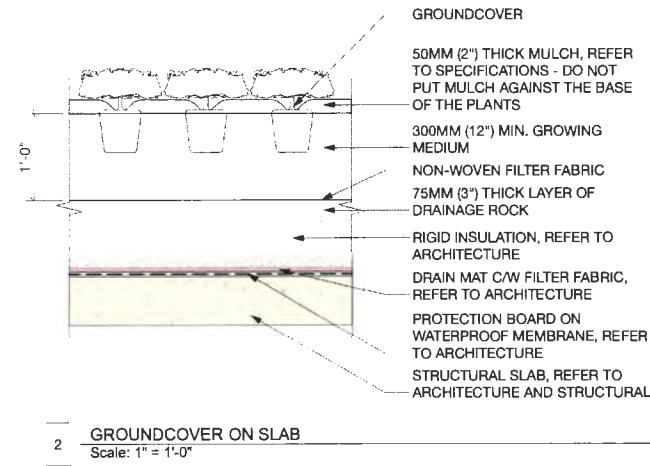 GROUNDCOVER
50MM (2") THICK MULCH, REFER
TO SPECIFICATIONS - DO NOT
PUT MULCH AGAINST THE BASE
OF THE PLANTS
300MM (12") MIN. GROWING
MEDIUM
1'-0"
NON-WOVEN FILTER FABRIC
75MM (3") THICK LAYER OF
DRAINAGE ROCK
RIGID INSULATION, REFER TO
ARCHITECTURE
DRAIN MAT C/W FILTER FABRIC,
REFER TO ARCHITECTURE
PROTECTION BOARD ON
WATERPROOF MEMBRANE, REFER
TO ARCHITECTURE
STRUCTURAL SLAB, REFER TO
ARCHITECTURE AND STRUCTURAL
2 GROUNDCOVER ON SLAB
Scale: 1" = 1'-0"